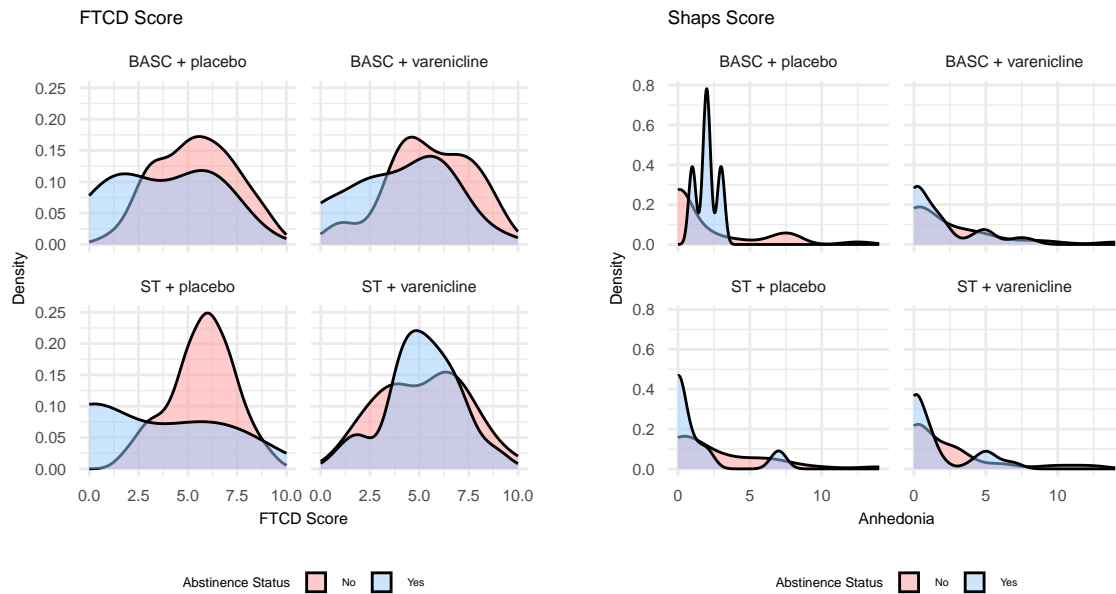 FTCD Score
BASC + placebo
BASC + varenicline
0.25
0.20
0.15
0.10
0.05
0.00
ST + placebo
ST + varenicline
0.25
0.20
0.15
0.10
0.05
0.00
Density
0.0 2.5 5.0 7.5 10.0 0.0 2.5 5.0 7.5 10.0
FTCD Score
Abstinence Status No Yes
Shaps Score
BASC + placebo
BASC + varenicline
0.8
0.6
0.4
0.2
0.0
ST + placebo
ST + varenicline
0.8
0.6
0.4
0.2
0.0
Density
0 5 10 0 5 10
Anhedonia
Abstinence Status No Yes